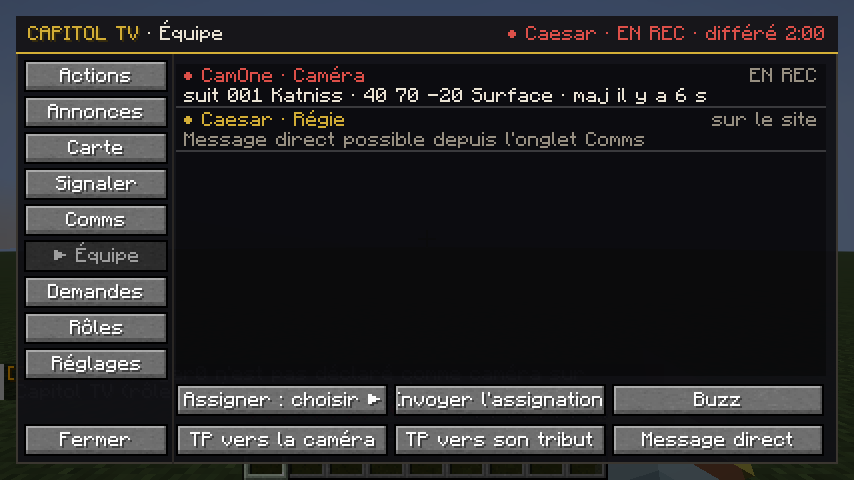 CAPITOL TV · Équipe
● Caesar · EN REC · différé 2:00
Actions
Annonces
Carte
Signaler
Comms
► Équipe
Demandes
Rôles
Réglages
Fermer
● CamOne · Caméra EN REC
suit 001 Katniss · 40 70 -20 Surface · maj il y a 6 s
● Caesar · Régie sur le site
Message direct possible depuis l'onglet Comms
Assigner : choisir ►
Envoyer l'assignation
Buzz
TP vers la caméra
TP vers son tribut
Message direct